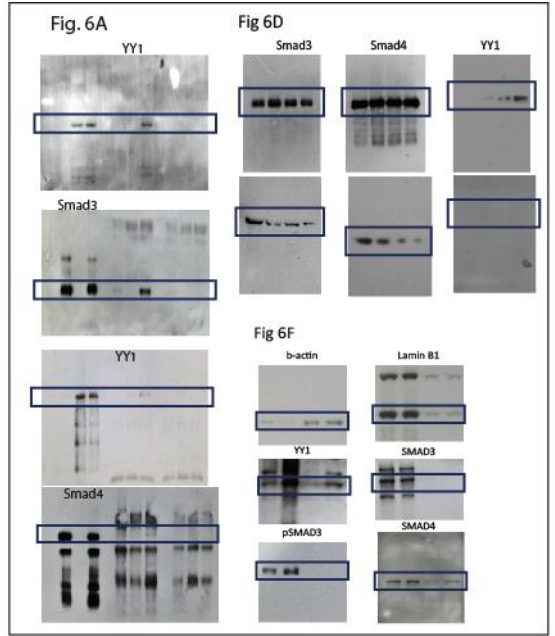 Fig. 6A
YY1
Smad3
YY1
Smad4
Fig 6D
Smad3
Smad4
YY1
Fig 6F
b-actin
Lamin B1
YY1
SMAD3
pSMAD3
SMAD4